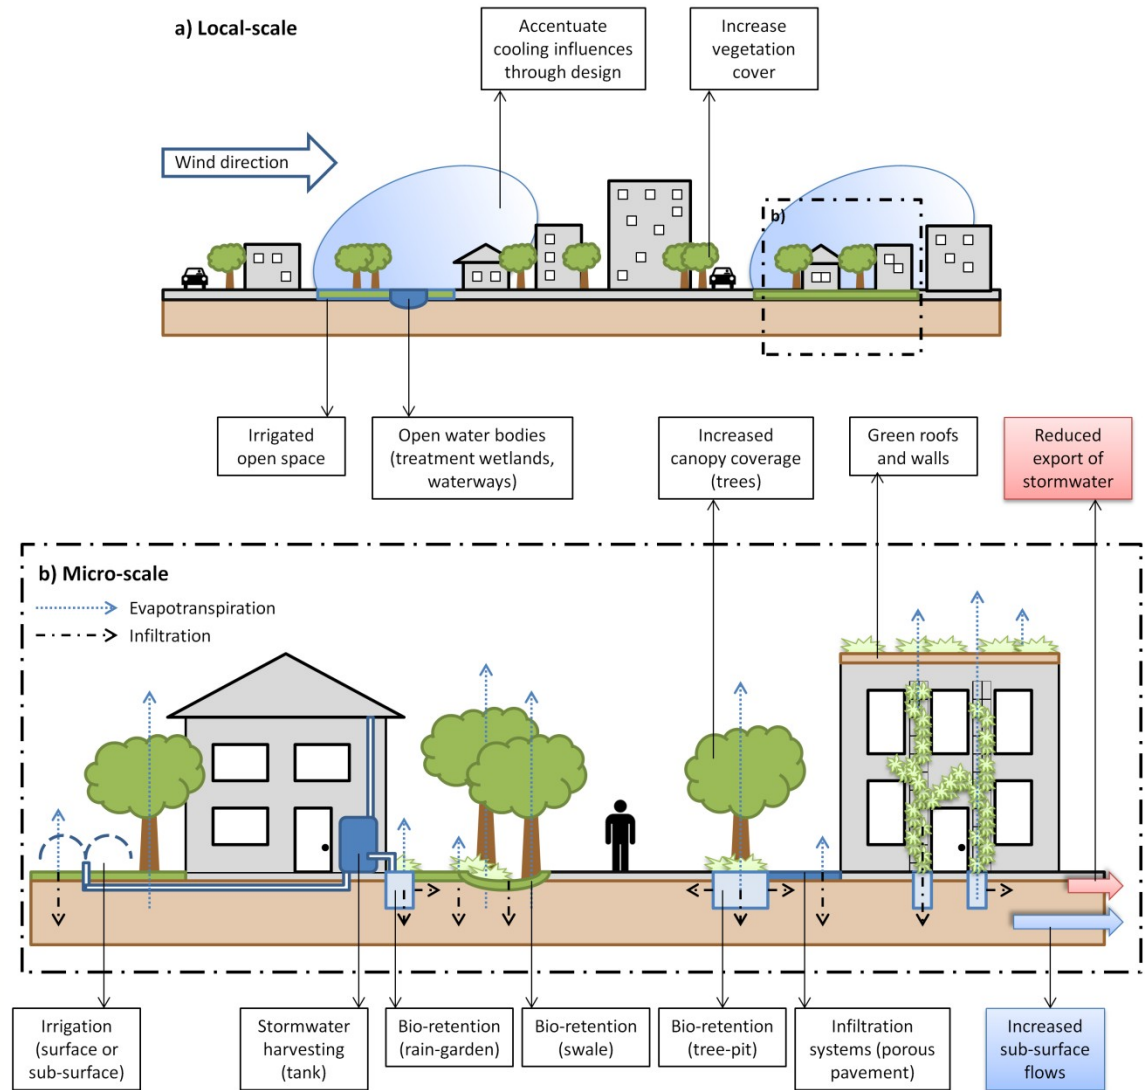 a) Local-scale
Accentuate
cooling influences
through design
Increase
vegetation
cover
Wind direction
b)
Irrigated
open space
Open water bodies
(treatment wetlands,
waterways)
Increased
canopy coverage
(trees)
Green roofs
and walls
Reduced
export of
stormwater
b) Micro-scale
Evapotranspiration
Infiltration
Irrigation
(surface or
sub-surface)
Stormwater
harvesting
(tank)
Bio-retention
(rain-garden)
Bio-retention
(swale)
Bio-retention
(tree-pit)
Infiltration
systems (porous
pavement)
Increased
sub-surface
flows